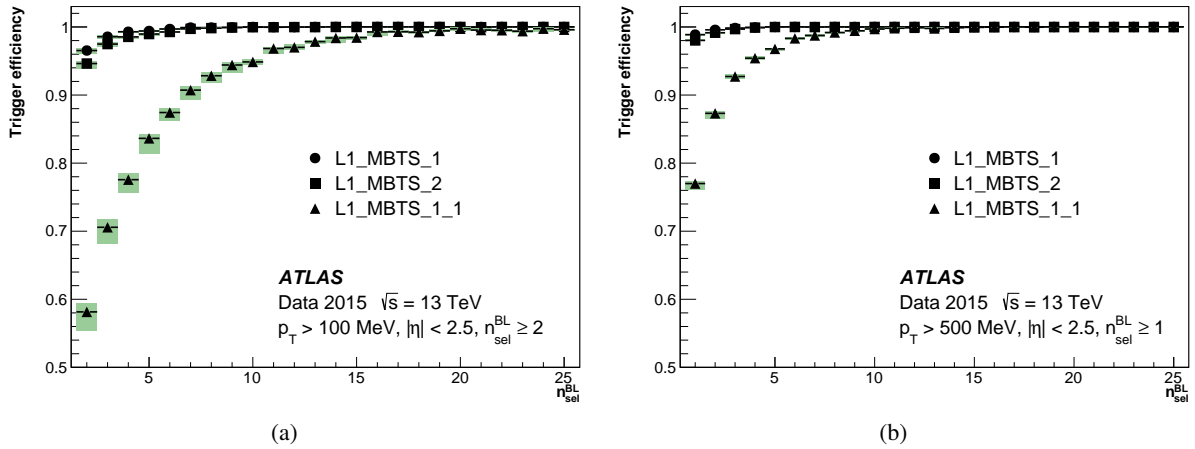 Trigger efficiency
1
0.9
0.8
0.7
0.6
0.5
L1_MBTS_1
L1_MBTS_2
L1_MBTS_1_1
ATLAS
Data 2015 √s = 13 TeV
p_T > 100 MeV, |η| < 2.5, n_sel^BL ≥ 2
5 10 15 20 25
n_sel^BL
(a)
Trigger efficiency
1
0.9
0.8
0.7
0.6
0.5
L1_MBTS_1
L1_MBTS_2
L1_MBTS_1_1
ATLAS
Data 2015 √s = 13 TeV
p_T > 500 MeV, |η| < 2.5, n_sel^BL ≥ 1
5 10 15 20 25
n_sel^BL
(b)